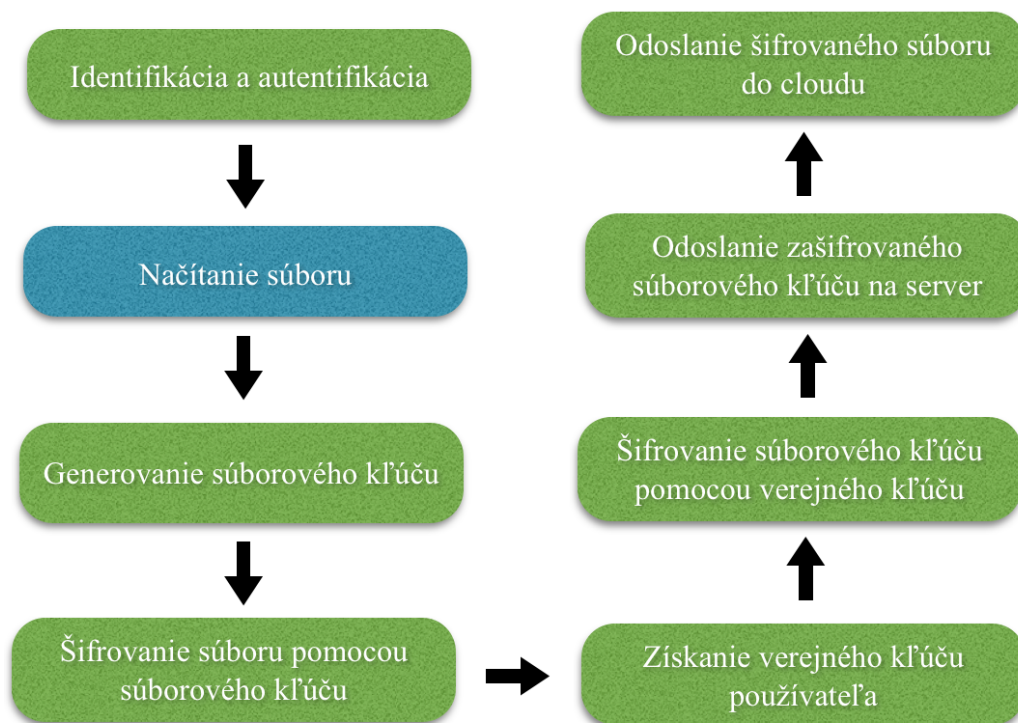 Identifikácia a autentifikácia
Načítanie súboru
Generovanie súborového kľúču
Šifrovanie súboru pomocou
súborového kľúču
Získanie verejného kľúču
používateľa
Šifrovanie súborového kľúču
pomocou verejného kľúču
Odoslanie zašifrovaného
súborového kľúču na server
Odoslanie šifrovaného súboru
do cloudu